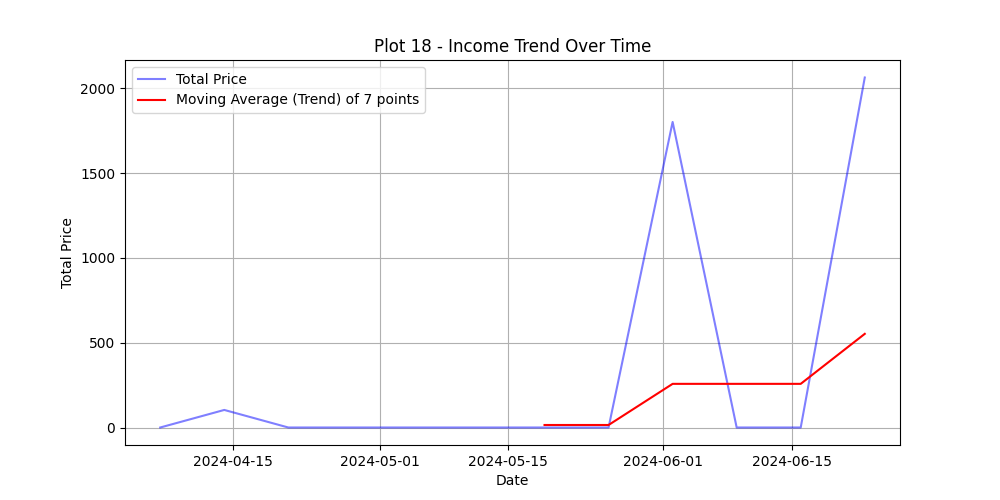 Plot 18 - Income Trend Over Time
Total Price
Moving Average (Trend) of 7 points
2000
1500
1000
500
0
Total Price
2024-04-15
2024-05-01
2024-05-15
2024-06-01
2024-06-15
Date